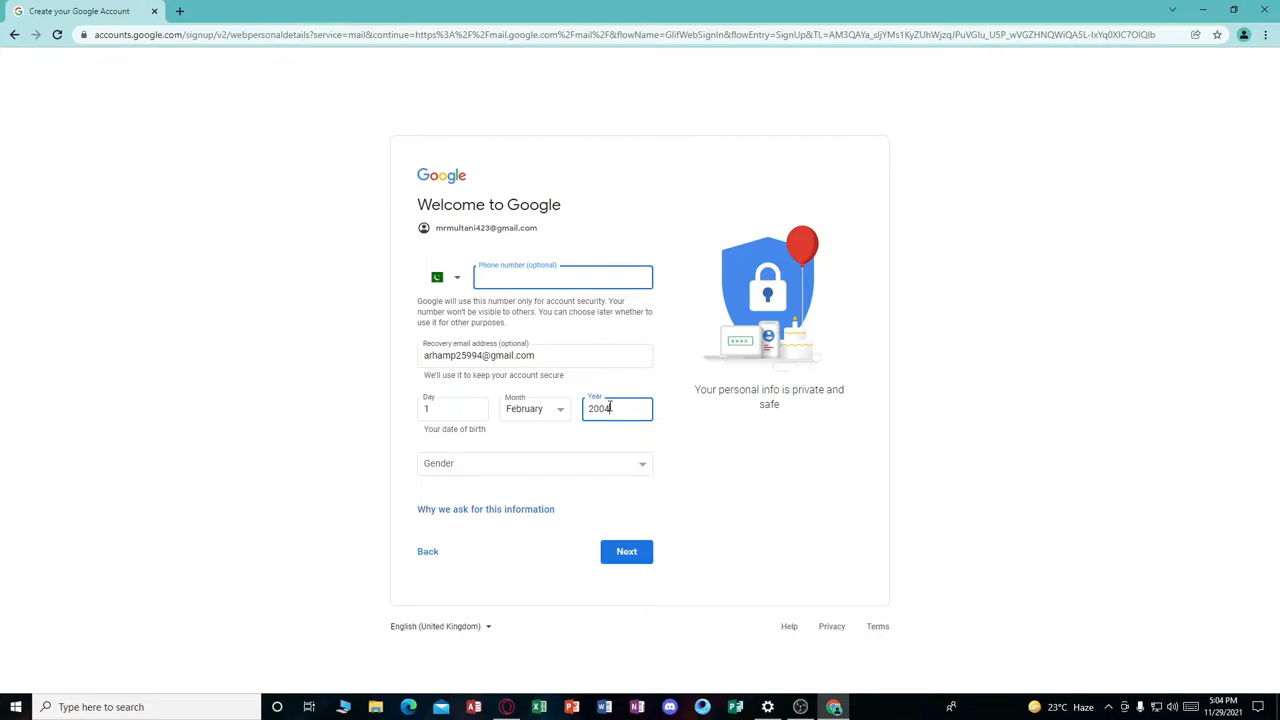 Create your Google Account
accounts.google.com/signup/v2/webpersonaldetails?service=mail&continue=https%3A%2F%2Fmail.google.com%2Fmail%2F&flowName=GlifWebSignIn&flowEntry=SignUp&TL=AM3QAYa_sljYMs1KyZUhWjzqJPuVGIu_U5P_wVGZHNQWiQA5L-IxYq0XlC7OIQIb
Google
Welcome to Google
mrmultani423@gmail.com
Phone number (optional)
Google will use this number only for account security. Your
number won't be visible to others. You can choose later whether to
use it for other purposes.
Recovery email address (optional)
arhamp25994@gmail.com
We'll use it to keep your account secure
Day
Month
Year
1
February
2004
Your date of birth
Gender
Why we ask for this information
Back
Next
****
Your personal info is private and
safe
English (United Kingdom)
Help
Privacy
Terms
Type here to search
23°C Haze
5:04 PM
11/29/2021